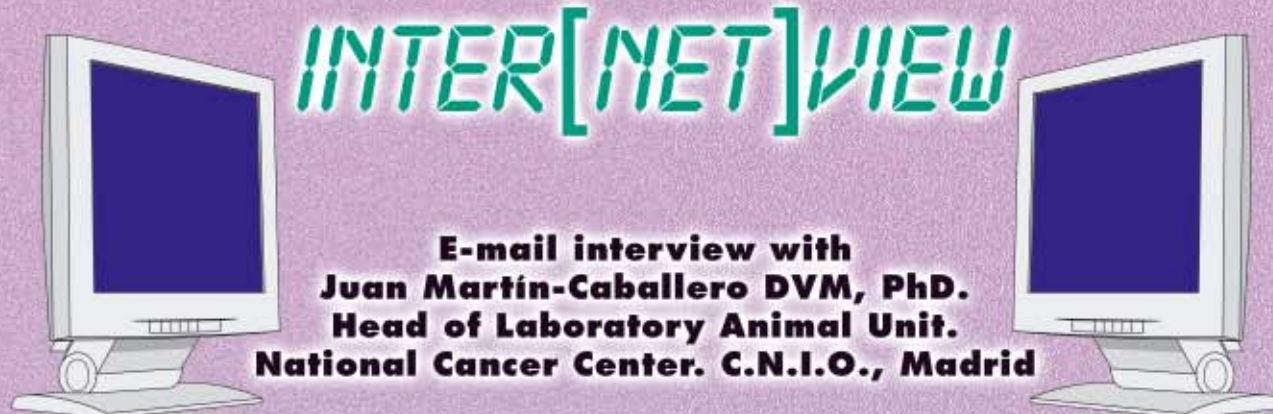 INTER[NET]VIEW
E-mail interview with
Juan Martín-Caballero DVM, PhD.
Head of Laboratory Animal Unit.
National Cancer Center. C.N.I.O., Madrid